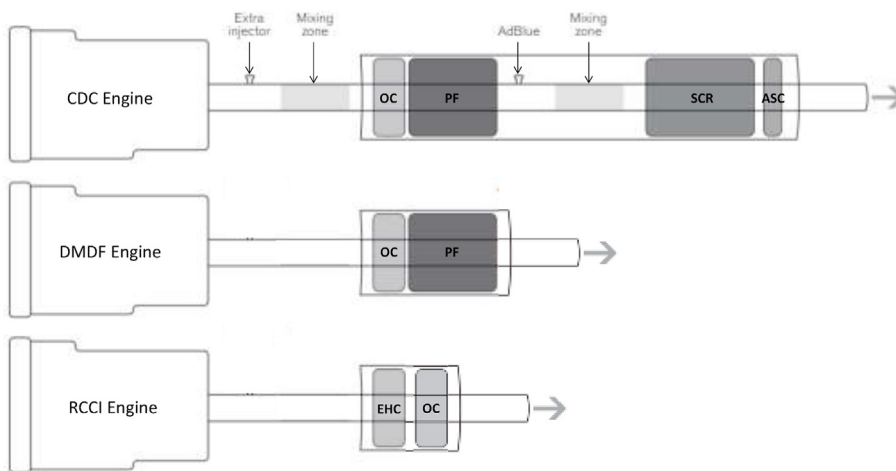 Extra
injector
Mixing
zone
AdBlue
Mixing
zone
CDC Engine
OC
PF
SCR
ASC
DMDF Engine
OC
PF
RCCI Engine
EHC
OC